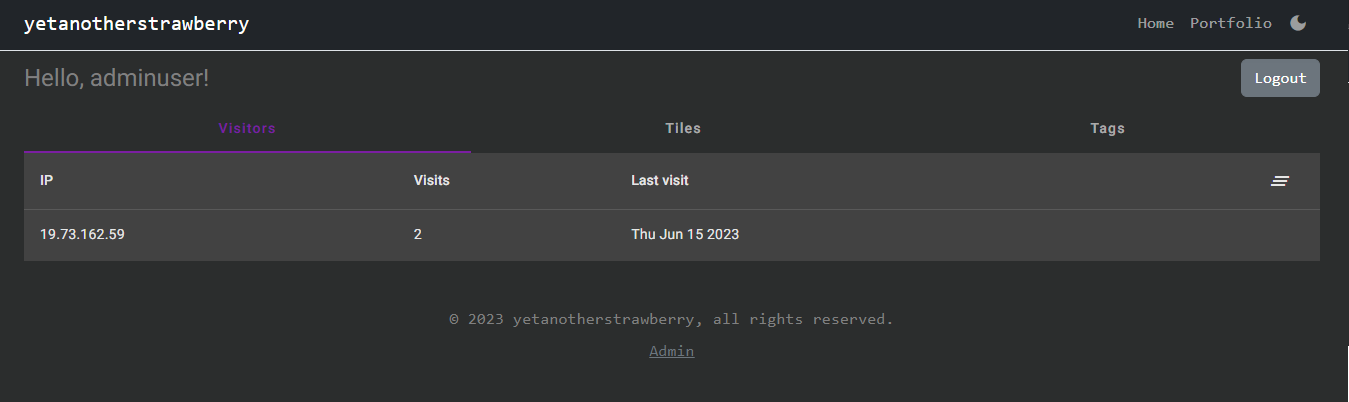 yetanotherstrawberry Home Portfolio
Hello, adminuser! Logout
Visitors Tiles Tags
IP Visits Last visit
19.73.162.59 2 Thu Jun 15 2023
© 2023 yetanotherstrawberry, all rights reserved.
Admin